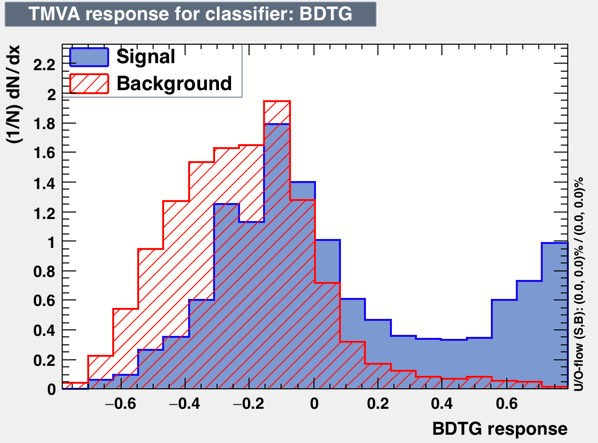 TMVA response for classifier: BDTG
(1/N) dN/dx
Signal
Background
2.2
2
1.8
1.6
1.4
1.2
1
0.8
0.6
0.4
0.2
0
−0.6 −0.4 −0.2 0 0.2 0.4 0.6
BDTG response
U/O-flow (S,B): (0.0, 0.0)% / (0.0, 0.0)%